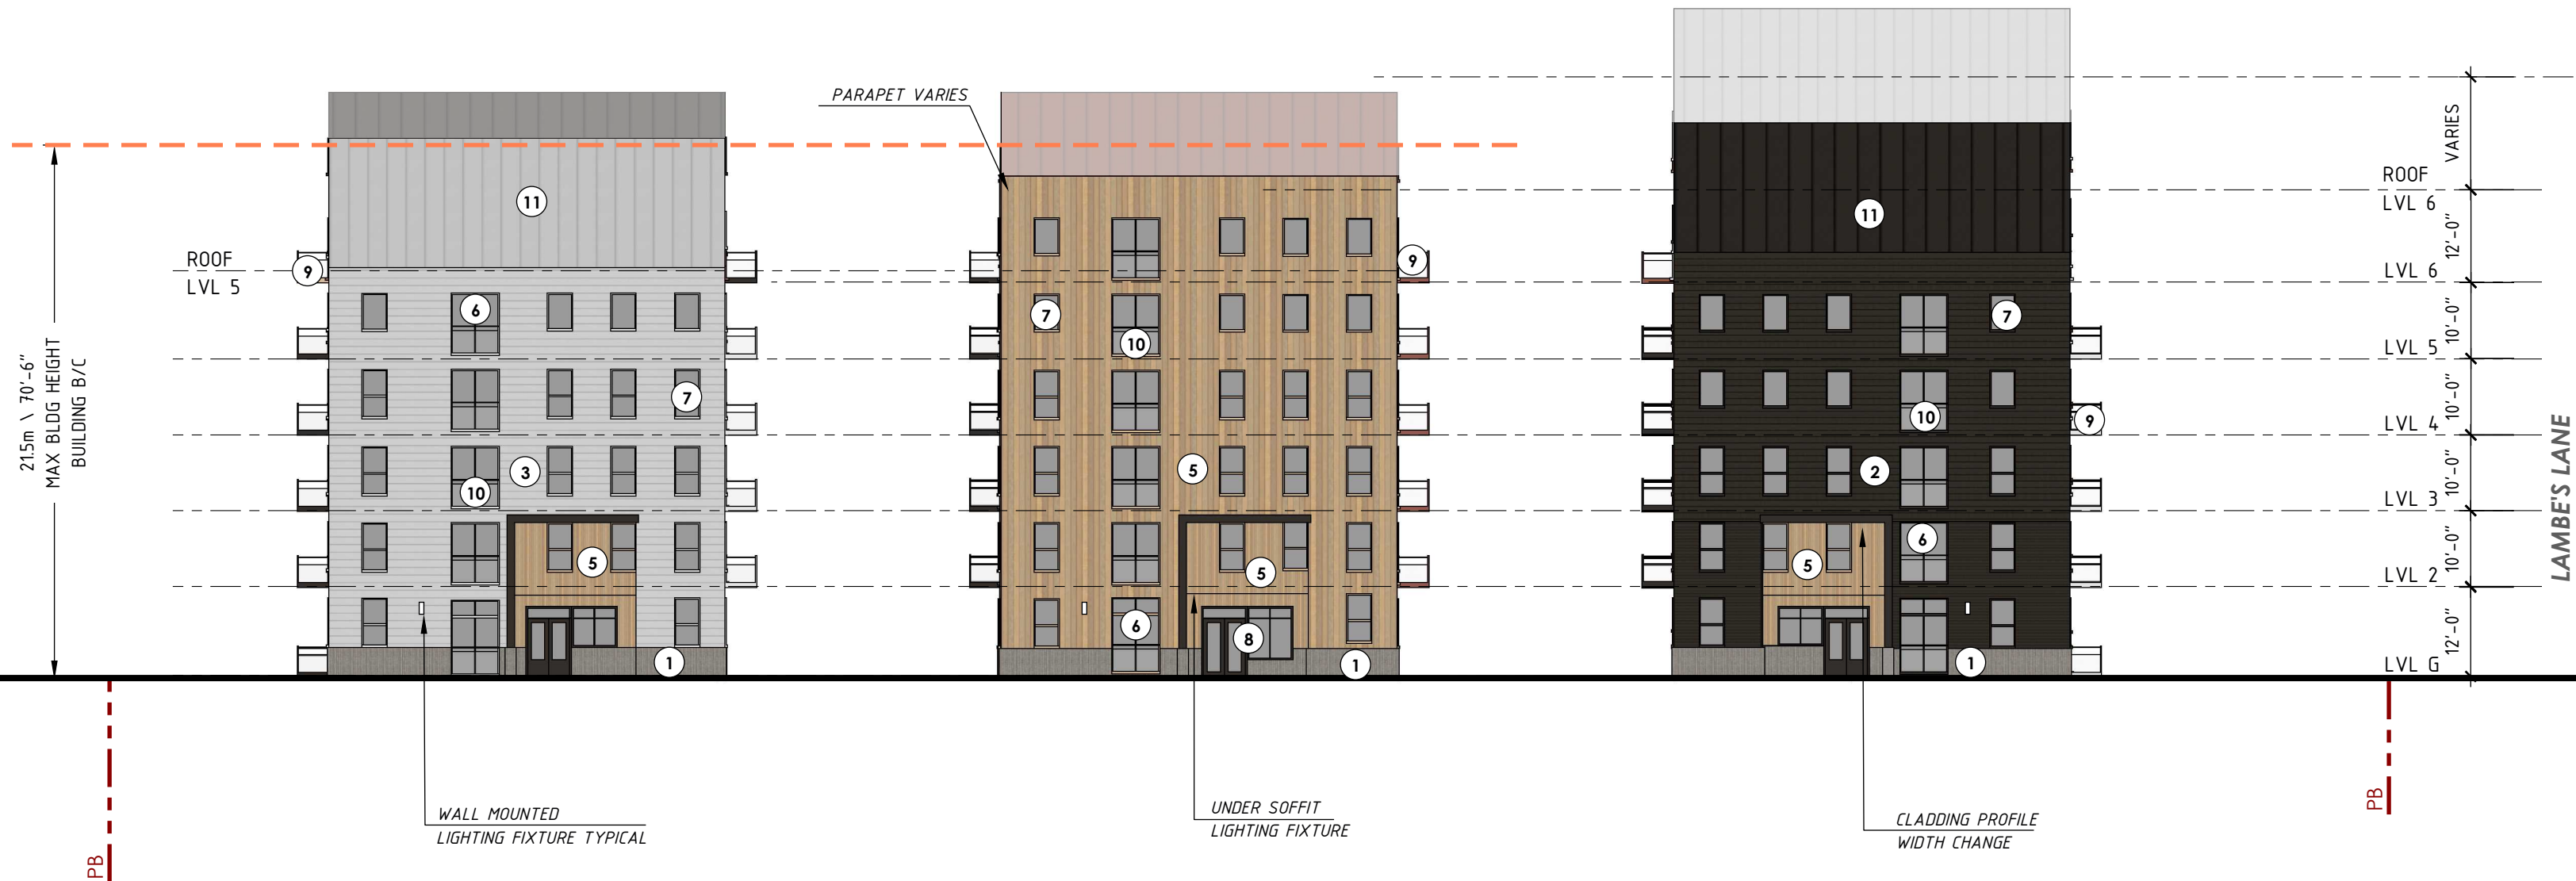 PARAPET VARIES
21.5m \ 70'-6"
MAX BLDG HEIGHT
BUILDING B/C
ROOF
LVL 5
11
9
6
7
3
10
5
1
9
7
10
5
5
6
8
1
11
7
10
9
2
6
5
1
VARIES
ROOF
LVL 6
12'-0"
LVL 6
10'-0"
LVL 5
10'-0"
LVL 4
10'-0"
LVL 3
10'-0"
LVL 2
12'-0"
LVL G
LAMBE'S LANE
WALL MOUNTED
LIGHTING FIXTURE TYPICAL
UNDER SOFFIT
LIGHTING FIXTURE
CLADDING PROFILE
WIDTH CHANGE
PB
PB